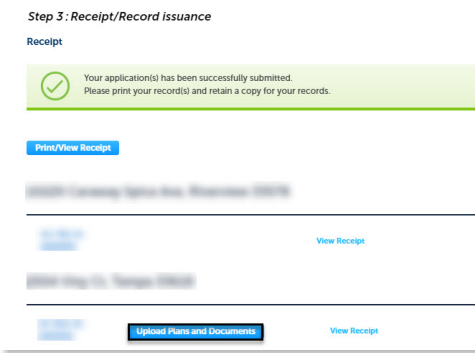 Step 3: Receipt/Record issuance
Receipt
Your application(s) has been successfully submitted.
Please print your record(s) and retain a copy for your records.
Print/View Receipt
View Receipt
Upload Plans and Documents
View Receipt